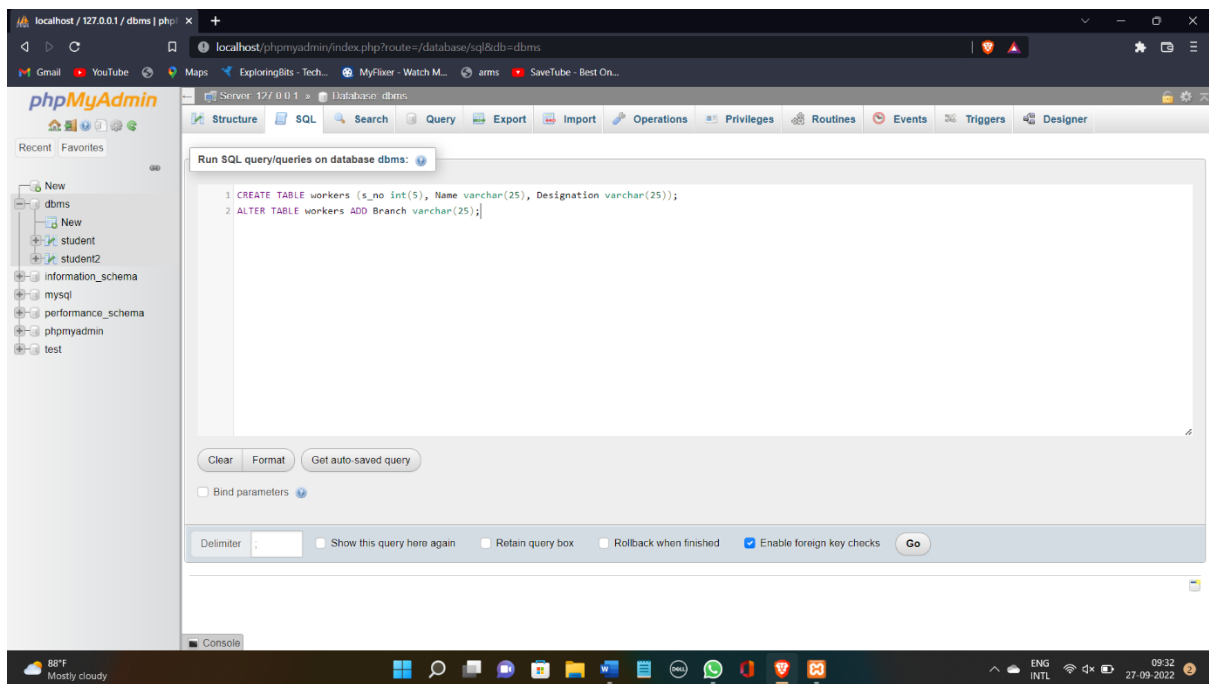 localhost / 127.0.0.1 / dbms | php
localhost/phpmyadmin/index.php?route=/database/sql&db=dbms
Gmail YouTube Maps ExploringBits - Tech... MyFlixer - Watch M... arms SaveTube - Best On...
phpMyAdmin
Recent Favorites
New
dbms
New
student
student2
information_schema
mysql
performance_schema
phpmyadmin
test
Server: 127.0.0.1 » Database: dbms
Structure SQL Search Query Export Import Operations Privileges Routines Events Triggers Designer
Run SQL query/queries on database dbms:
1 CREATE TABLE workers (s_no int(5), Name varchar(25), Designation varchar(25));
2 ALTER TABLE workers ADD Branch varchar(25);
Clear Format Get auto-saved query
Bind parameters
Delimiter ; Show this query here again Retain query box Rollback when finished Enable foreign key checks Go
Console
88°F
Mostly cloudy
DELL
ENG
INTL
09:32
27-09-2022
2